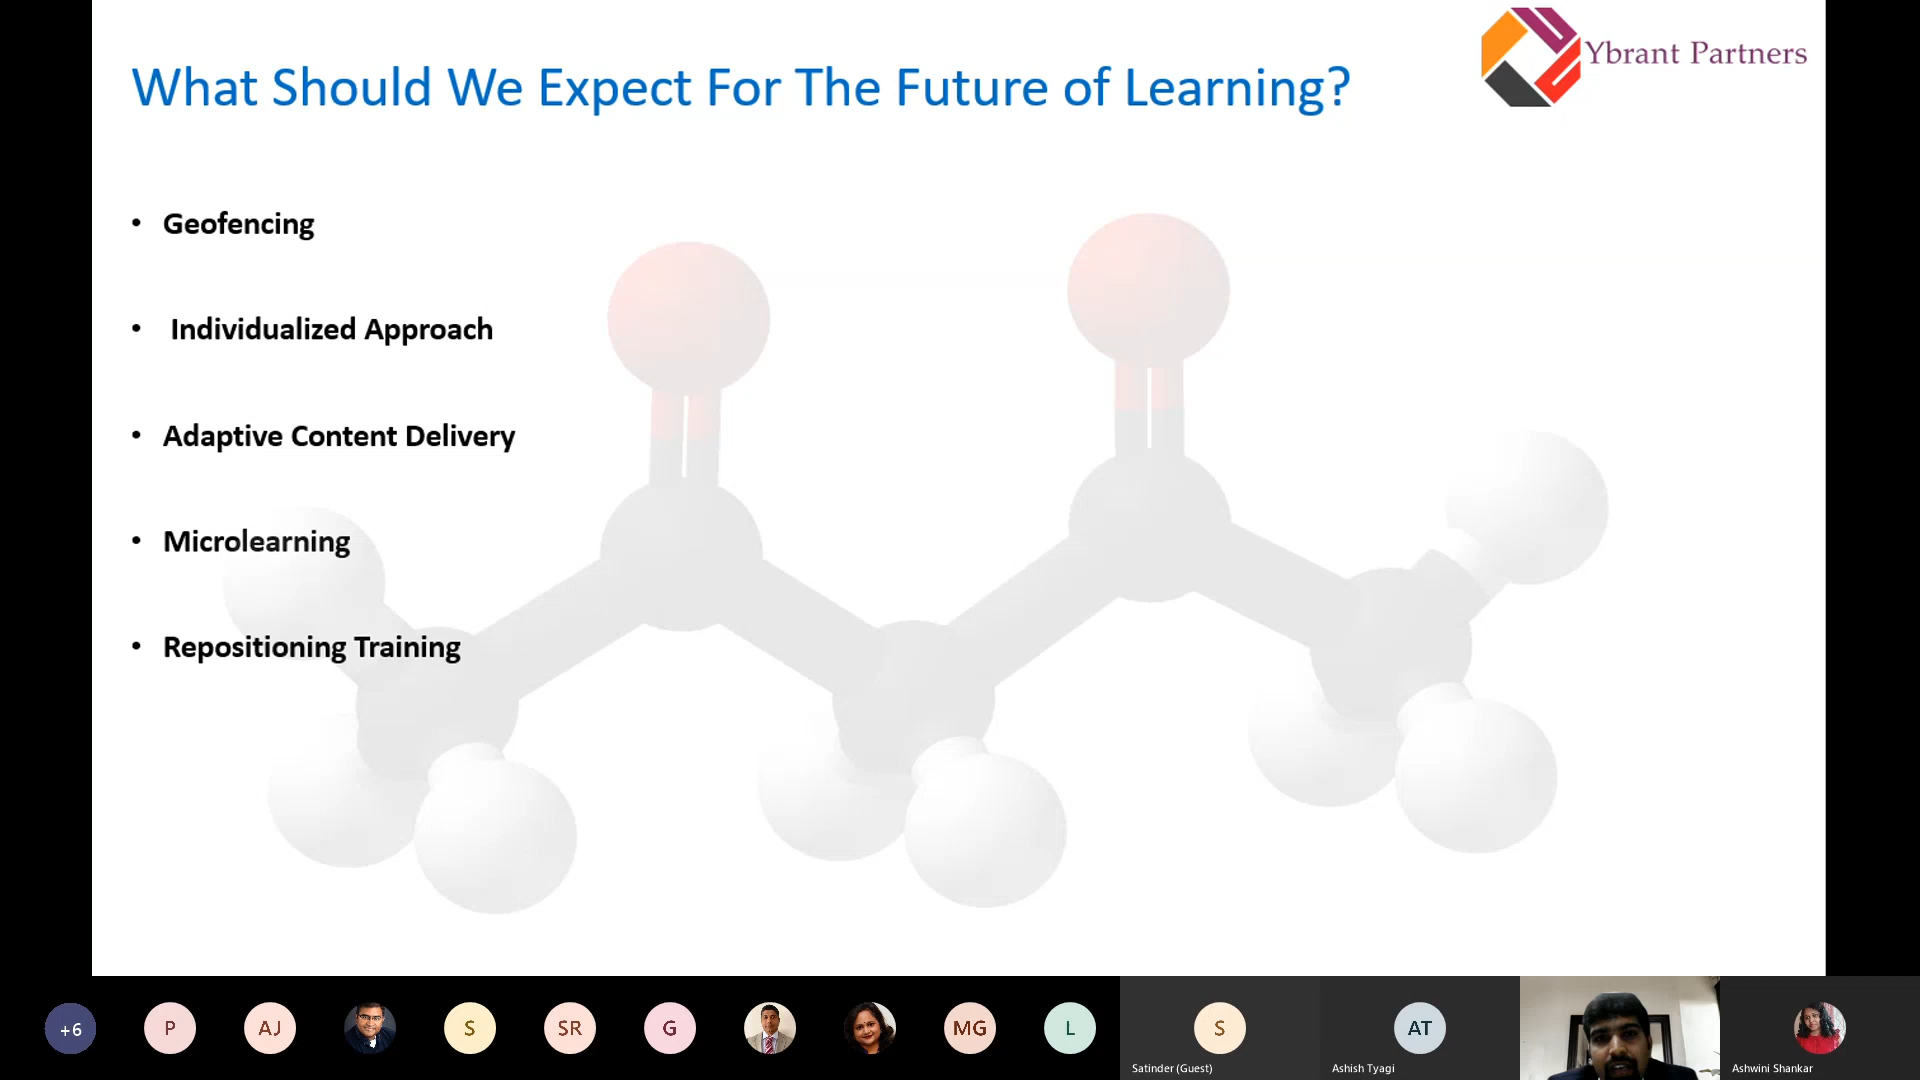 What Should We Expect For The Future of Learning?
Ybrant Partners
• Geofencing
• Individualized Approach
• Adaptive Content Delivery
• Microlearning
• Repositioning Training
+6
P
AJ
S
SR
G
MG
L
S
AT
Satinder (Guest)
Ashish Tyagi
Ashwini Shankar